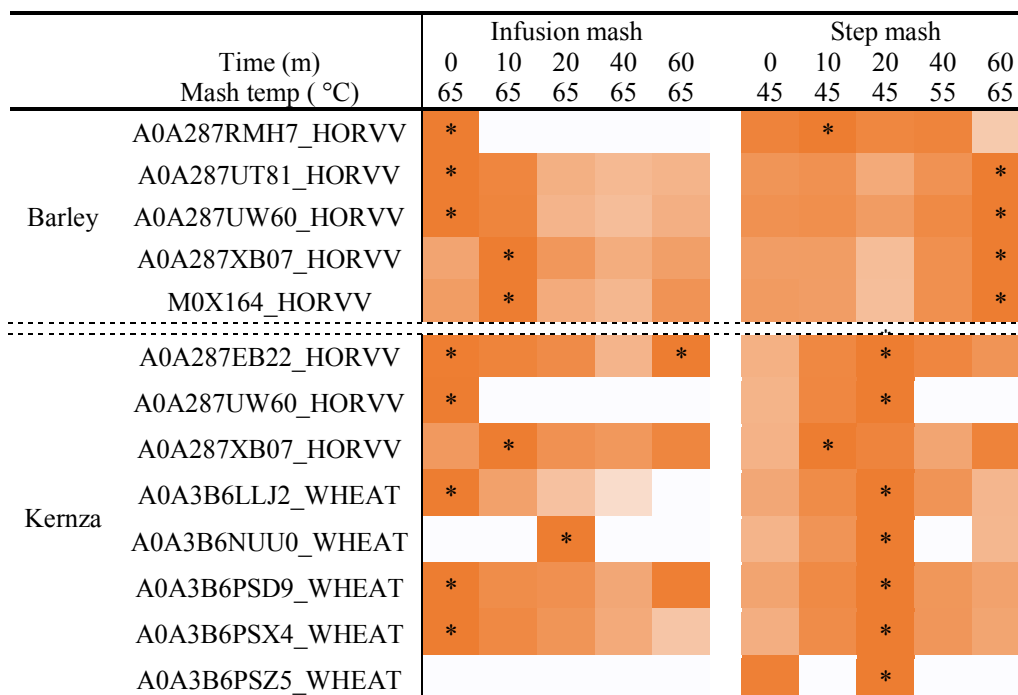 Infusion mash Step mash
Time (m) 0 10 20 40 60 0 10 20 40 60
Mash temp ( °C) 65 65 65 65 65 45 45 45 55 65
A0A287RMH7_HORVV * *
A0A287UT81_HORVV * *
Barley A0A287UW60_HORVV * *
A0A287XB07_HORVV * *
M0X164_HORVV * *
A0A287EB22_HORVV * * *
A0A287UW60_HORVV * *
A0A287XB07_HORVV * *
A0A3B6LLJ2_WHEAT * *
Kernza
A0A3B6NUU0_WHEAT * *
A0A3B6PSD9_WHEAT * *
A0A3B6PSX4_WHEAT * *
A0A3B6PSZ5_WHEAT *